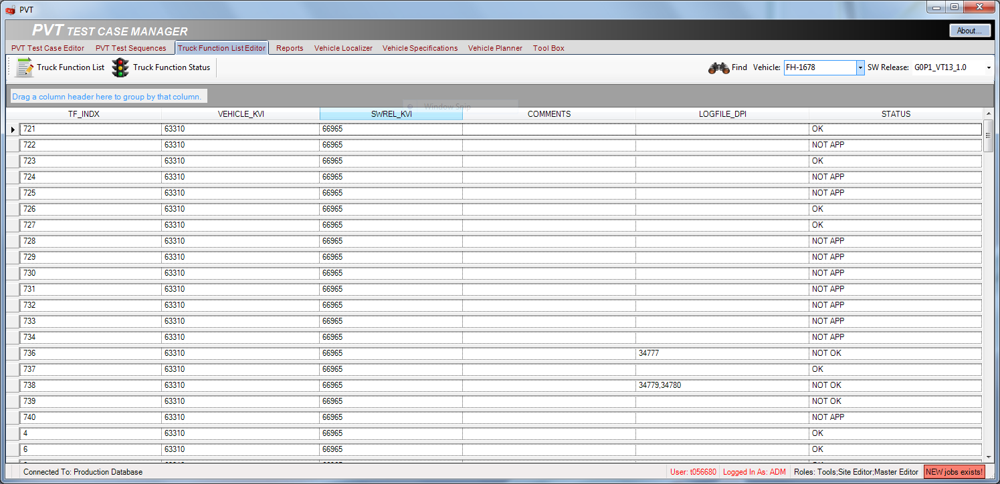 PVT
PVT TEST CASE MANAGER
About...
PVT Test Case Editor PVT Test Sequences Truck Function List Editor Reports Vehicle Localizer Vehicle Specifications Vehicle Planner Tool Box
Truck Function List Truck Function Status Find Vehicle: FH-1678 SW Release: G0P1_VT13_1.0
Drag a column header here to group by that column.
Window Snip
TF_INDX VEHICLE_KVI SWREL_KVI COMMENTS LOGFILE_DPI STATUS
721 63310 66965 OK
722 63310 66965 NOT APP
723 63310 66965 OK
724 63310 66965 NOT APP
725 63310 66965 NOT APP
726 63310 66965 OK
727 63310 66965 OK
728 63310 66965 NOT APP
729 63310 66965 NOT APP
730 63310 66965 NOT APP
731 63310 66965 NOT APP
732 63310 66965 NOT APP
733 63310 66965 NOT APP
734 63310 66965 NOT APP
736 63310 66965 34777 NOT OK
737 63310 66965 OK
738 63310 66965 34779,34780 NOT OK
739 63310 66965 NOT OK
740 63310 66965 NOT APP
4 63310 66965 OK
6 63310 66965 OK
Connected To: Production Database User: t056680 Logged In As: ADM Roles: Tools;Site Editor;Master Editor NEW jobs exists!